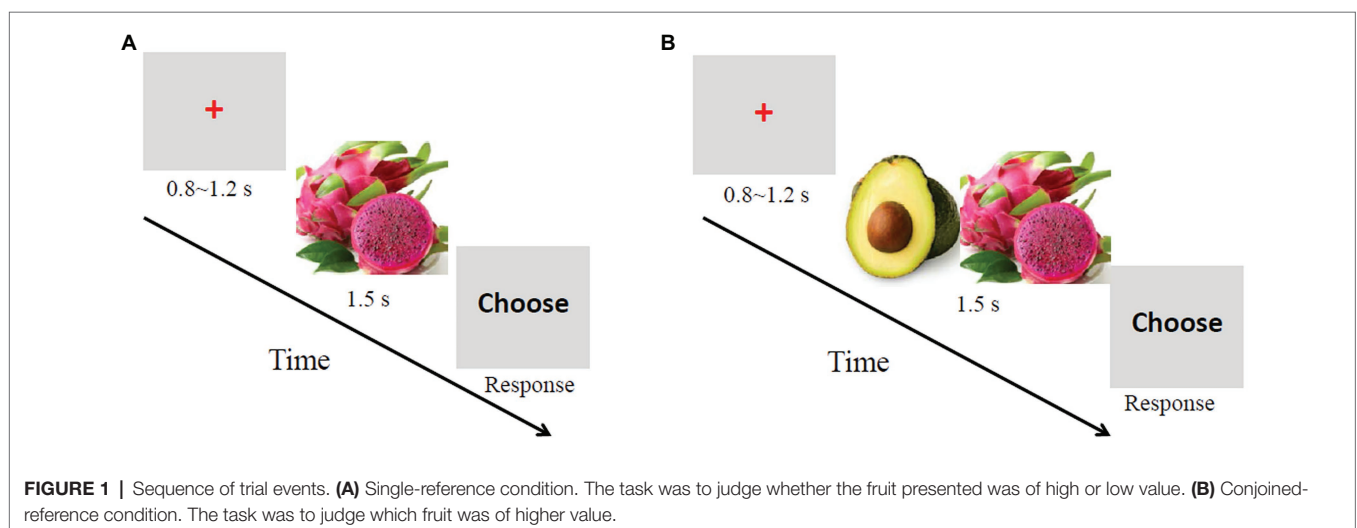 A
0.8~1.2 s
1.5 s
Choose
Time
Response
B
0.8~1.2 s
1.5 s
Choose
Time
Response
FIGURE 1 | Sequence of trial events. (A) Single-reference condition. The task was to judge whether the fruit presented was of high or low value. (B) Conjoined-
reference condition. The task was to judge which fruit was of higher value.